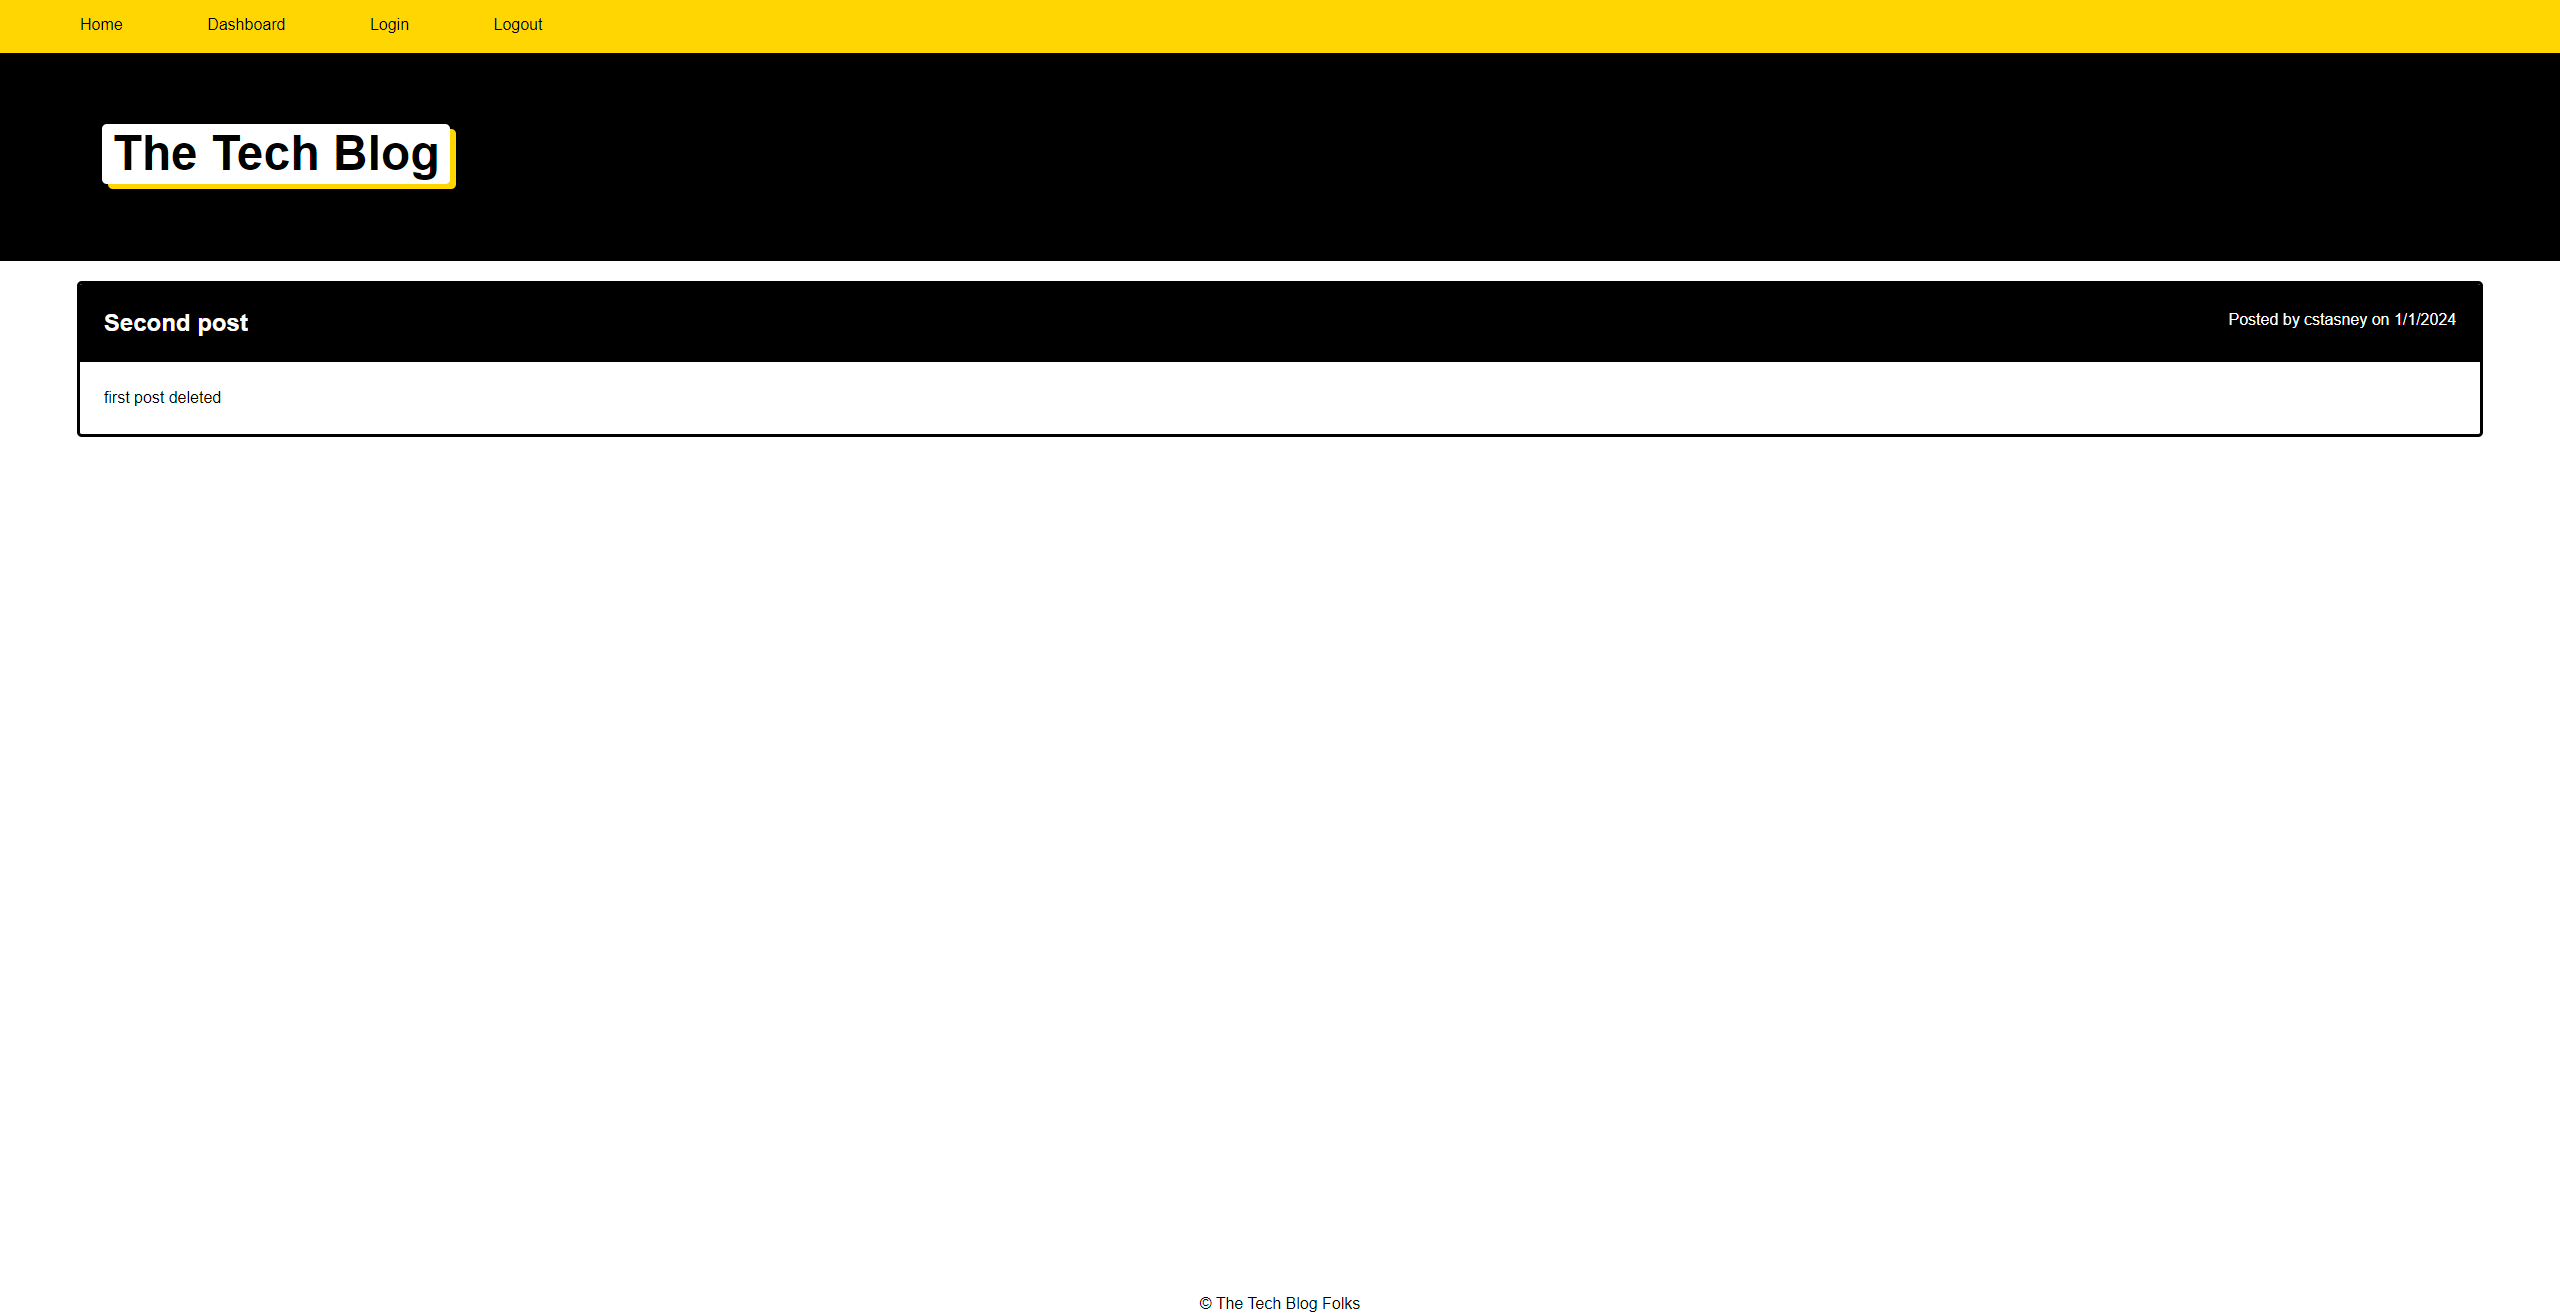 Home Dashboard Login Logout
The Tech Blog
Second post Posted by cstasney on 1/1/2024
first post deleted
© The Tech Blog Folks